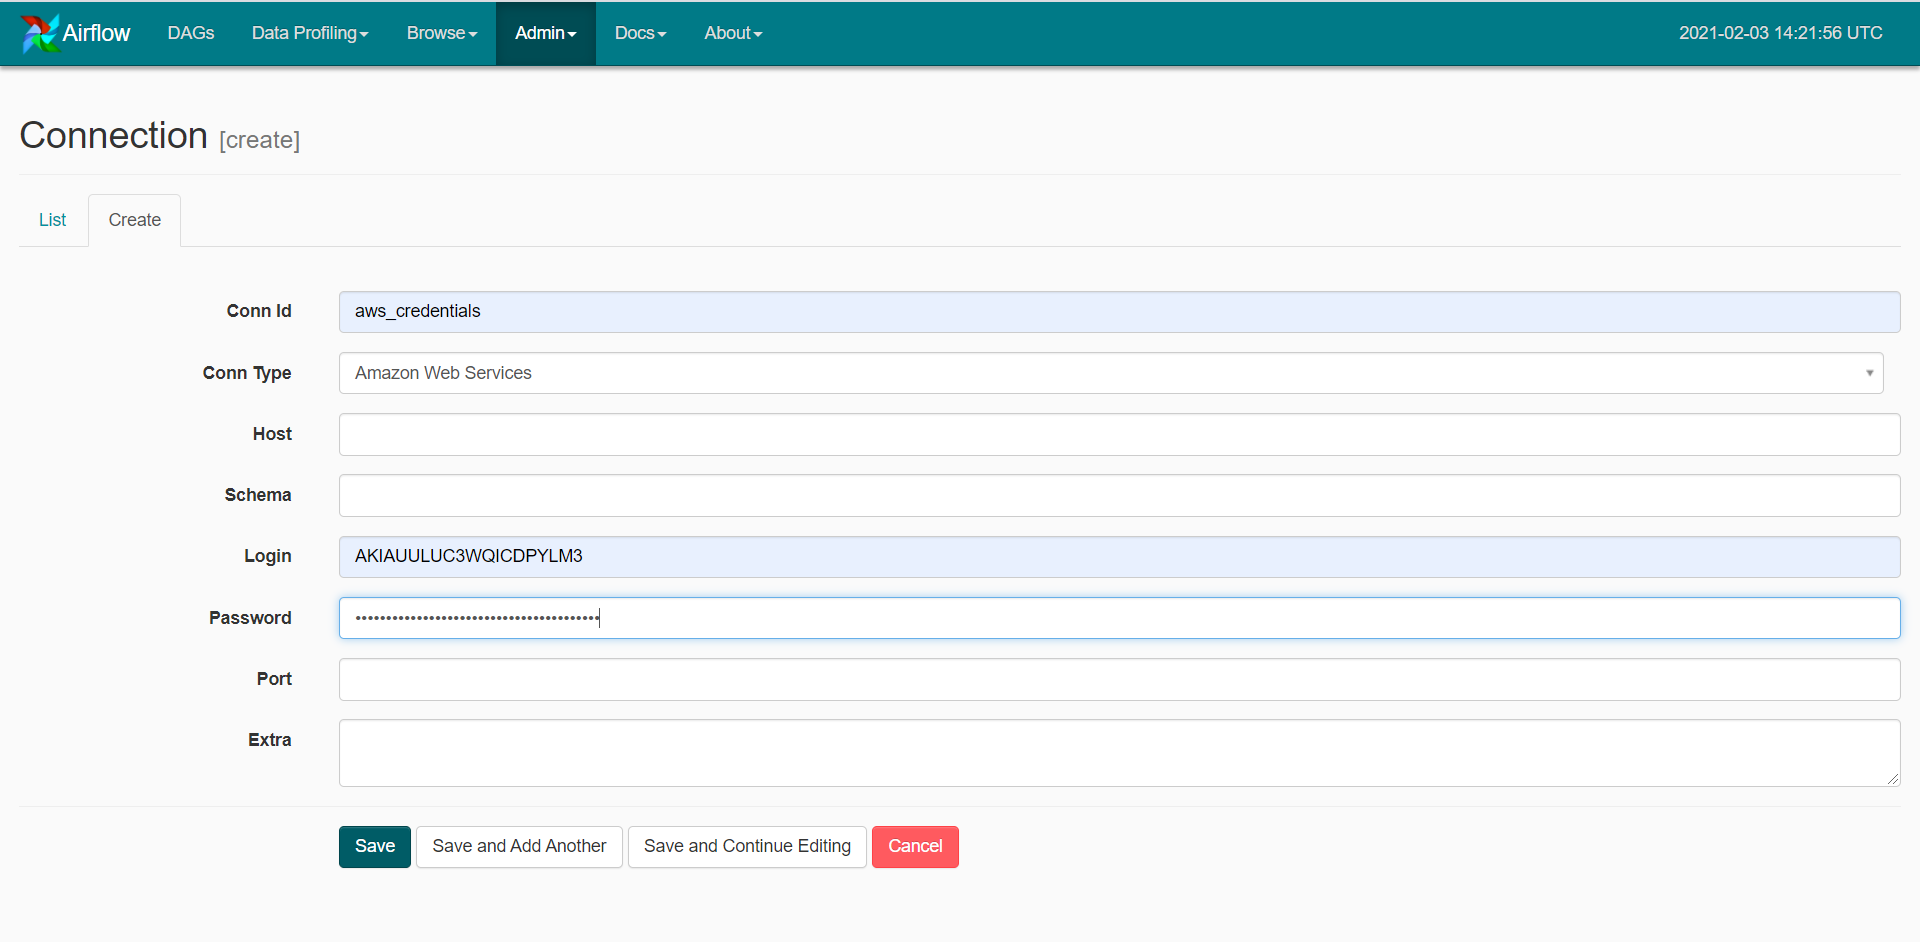 Airflow DAGs Data Profiling Browse Admin Docs About 2021-02-03 14:21:56 UTC
Connection [create]
List Create
Conn Id aws_credentials
Conn Type Amazon Web Services
Host
Schema
Login AKIAUULUC3WQICDPYLM3
Password ••••••••••••••••••••••••••••••••••••••••
Port
Extra
Save Save and Add Another Save and Continue Editing Cancel